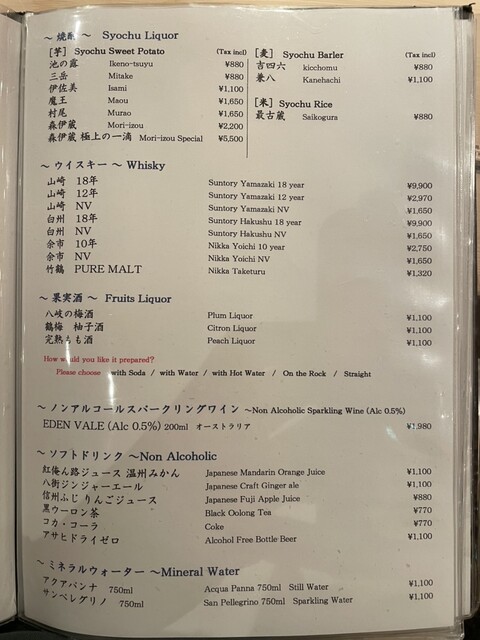 ～ 焼酎 ～ Syochu Liquor
[芋] Syochu Sweet Potato (Tax incl)
池の露 Ikeno-tsuyu ¥880
三岳 Mitake ¥880
伊佐美 Isami ¥1,100
魔王 Maou ¥1,650
村尾 Murao ¥1,650
森伊蔵 Mori-izou ¥2,200
森伊蔵 極上の一滴 Mori-izou Special ¥5,500
[麦] Syochu Barler (Tax incl)
吉四六 kicchomu ¥880
兼八 Kanehachi ¥1,100
[米] Syochu Rice
最古蔵 Saikogura ¥880
～ ウイスキー ～ Whisky
山崎 18年 Suntory Yamazaki 18 year ¥9,900
山崎 12年 Suntory Yamazaki 12 year ¥2,970
山崎 NV Suntory Yamazaki NV ¥1,650
白州 18年 Suntory Hakushu 18 year ¥9,900
白州 NV Suntory Hakushu NV ¥1,650
余市 10年 Nikka Yoichi 10 year ¥2,750
余市 NV Nikka Yoichi NV ¥1,650
竹鶴 PURE MALT Nikka Taketuru ¥1,320
～ 果実酒 ～ Fruits Liquor
八岐の梅酒 Plum Liquor ¥1,100
鶴梅 柚子酒 Citron Liquor ¥1,100
完熟もも酒 Peach Liquor ¥1,100
How would you like it prepared?
Please choose with Soda / with Water / with Hot Water / On the Rock / Straight
～ ノンアルコールスパークリングワイン ～Non Alcoholic Sparkling Wine (Alc 0.5%)
EDEN VALE (Alc 0.5%) 200ml オーストラリア ¥1,980
～ ソフトドリンク ～Non Alcoholic
紅俺ん路ジュース 温州みかん Japanese Mandarin Orange Juice ¥1,100
八街ジンジャーエール Japanese Craft Ginger ale ¥1,100
信州ふじ りんごジュース Japanese Fuji Apple Juice ¥880
黒ウーロン茶 Black Oolong Tea ¥770
コカ・コーラ Coke ¥770
アサヒドライゼロ Alcohol Free Bottle Beer ¥1,100
～ ミネラルウォーター ～Mineral Water
アクアパンナ 750ml Acqua Panna 750ml Still Water ¥1,100
サンペレグリノ 750ml San Pellegrino 750ml Sparkling Water ¥1,100